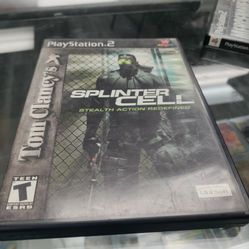 PlayStation 2
Tom Clancy's
SPLINTER
CELL
STEALTH ACTION REDEFINED
TEEN
T
ESRB